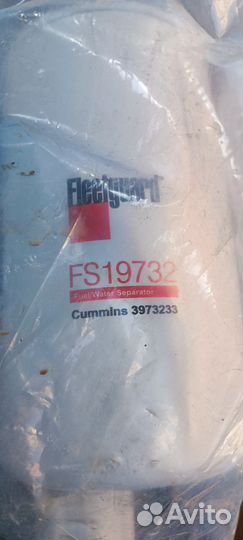 Fleetguard
FS19732
Fuel/Water Separator
Cummins 3973233
Avito